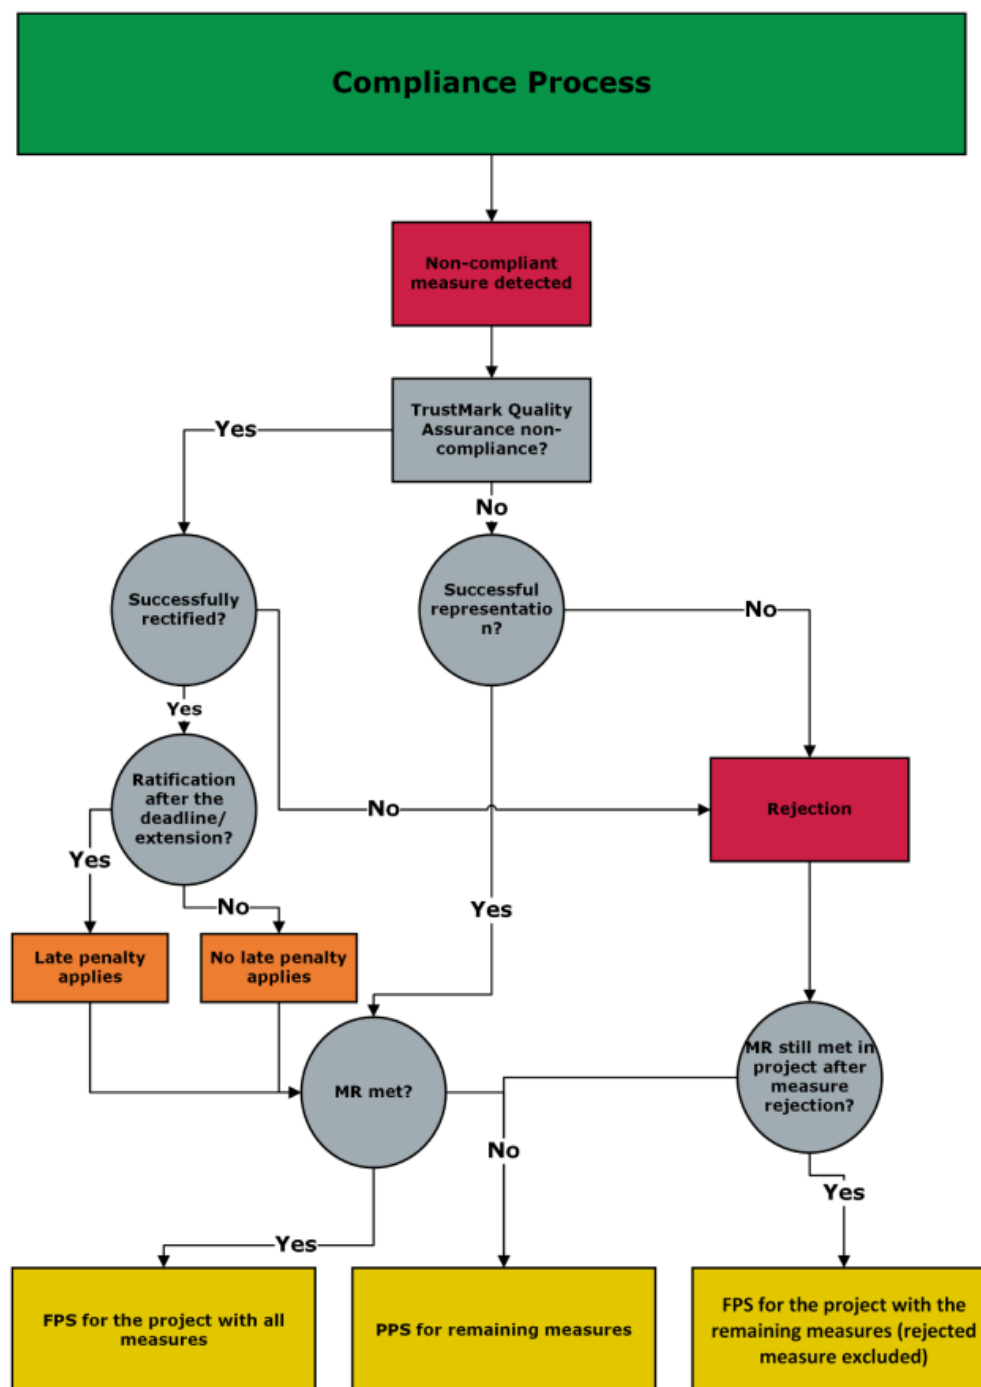 Compliance Process
Non-compliant
measure detected
TrustMark Quality
Assurance non-
compliance?
Yes
No
Successfully
rectified?
Successful
representatio
n?
No
Yes
Ratification
after the
deadline/
extension?
No
Rejection
Yes
No
Yes
Late penalty
applies
No late penalty
applies
MR met?
MR still met in
project after
measure
rejection?
No
Yes
Yes
FPS for the project with all
measures
PPS for remaining measures
FPS for the project with the
remaining measures (rejected
measure excluded)